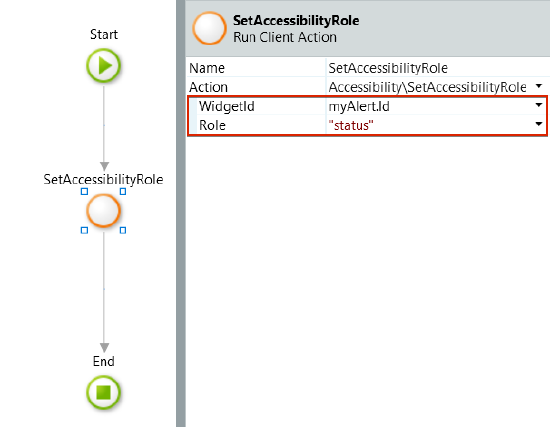 Start
SetAccessibilityRole
End
SetAccessibilityRole
Run Client Action
Name SetAccessibilityRole
Action Accessibility\SetAccessibilityRole
WidgetId myAlert.Id
Role "status"